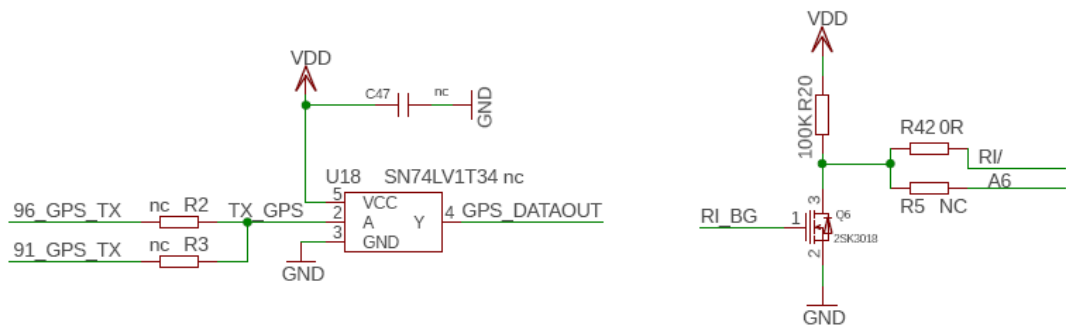 VDD
C47 nc
GND
U18 SN74LV1T34 nc
96_GPS_TX nc R2 TX_GPS
5 VCC
2 A Y 4 GPS_DATAOUT
3 GND
91_GPS_TX nc R3
GND
VDD
100K R20
R42 0R
RI/
A6
R5 NC
3
Q6
RI_BG 1
2SK3018
2
GND